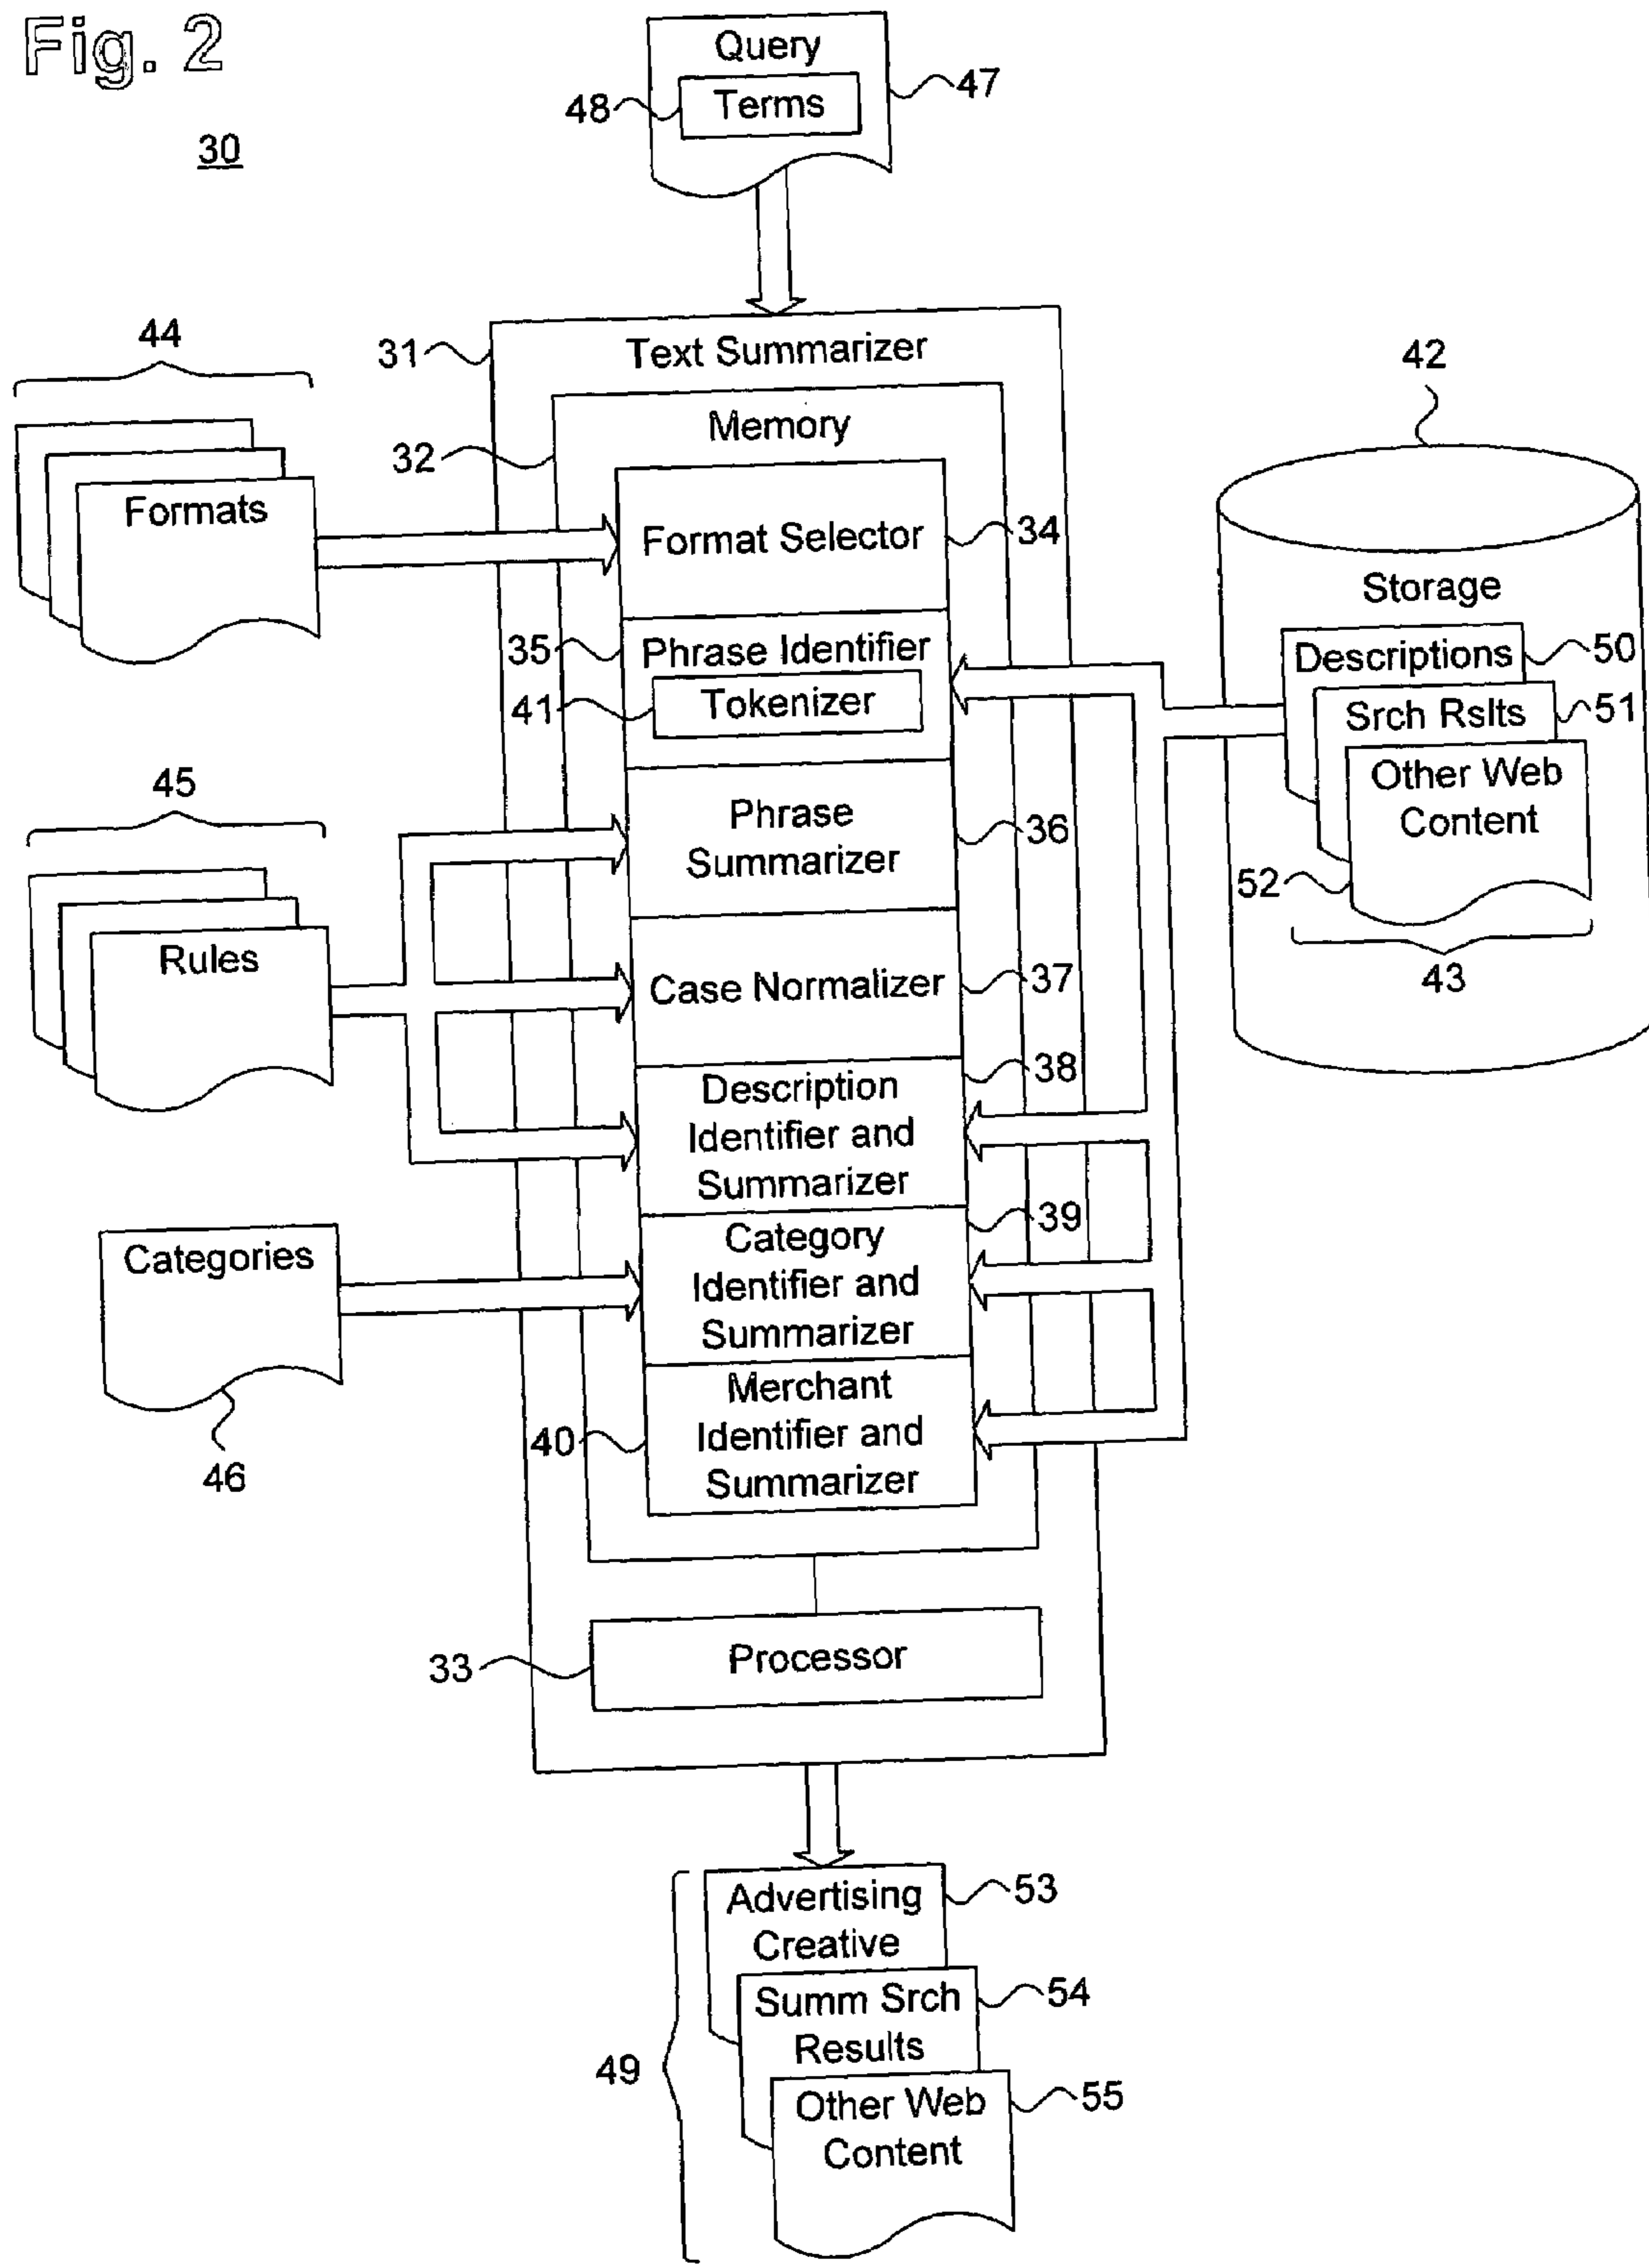 Fig. 2
30
Query
47
48
Terms
44
31
Text Summarizer
42
32
Memory
Formats
Format Selector
34
Storage
35
Phrase Identifier
Descriptions
50
41
Tokenizer
Srch Rslts
51
45
Phrase
Summarizer
36
Other Web
Content
52
Rules
Case Normalizer
37
43
38
Description
Identifier and
Summarizer
39
Categories
Category
Identifier and
Summarizer
46
40
Merchant
Identifier and
Summarizer
33
Processor
Advertising
Creative
53
Summ Srch
Results
54
49
Other Web
Content
55